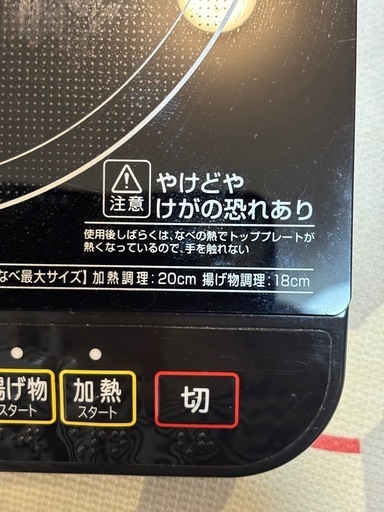 注意
やけどや
けがの恐れあり
使用後しばらくは、なべの熱でトッププレートが
熱くなっているので、手を触れない
なべ最大サイズ】加熱調理：20cm 揚げ物調理：18cm
揚げ物
スタート
加熱
スタート
切